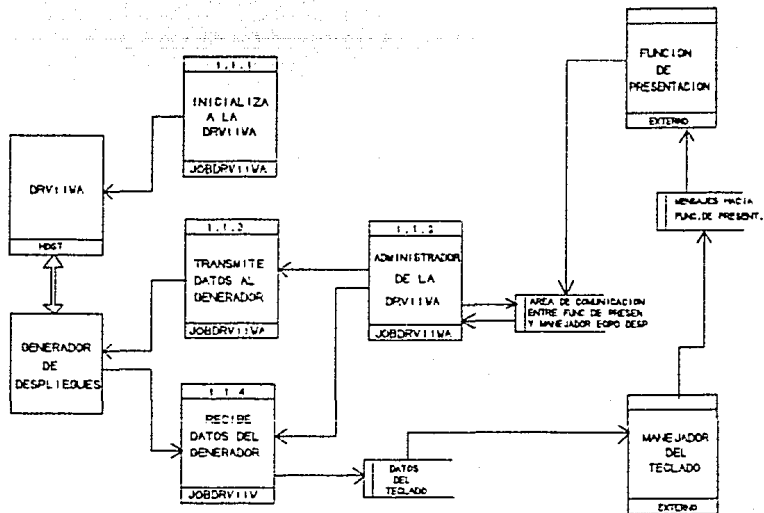 1.1.1
INICIALIZA
A LA
DRV11WA
JOBDRV11WA
FUNCION
DE
PRESENTACION
EXTERNO
DRV11WA
HOST
MENSAJES HACIA
FUNC.DE PRESENT.
1.1.3
TRANSMITE
DATOS AL
GENERADOR
JOBDRV11WA
1.1.2
ADMINISTRADOR
DE LA
DRV11WA
JOBDRV11WA
AREA DE COMUNICACION
ENTRE FUNC DE PRESEN
Y MANEJADOR EQPO DESP
GENERADOR
DE
DESPLIEGUES
1.1.4
RECIBE
DATOS DEL
GENERADOR
JOBDRV11W
DATOS
DEL
TECLADO
MANEJADOR
DEL
TECLADO
EXTERNO